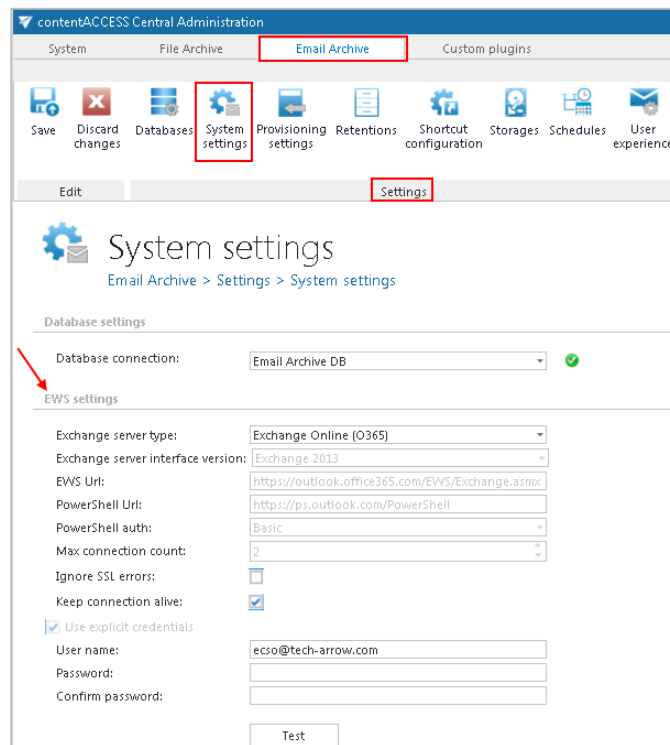 contentACCESS Central Administration
System File Archive Email Archive Custom plugins
Save Discard changes Databases System settings Provisioning settings Retentions Shortcut configuration Storages Schedules User experience
Edit Settings
System settings
Email Archive > Settings > System settings
Database settings
Database connection: Email Archive DB
EWS settings
Exchange server type: Exchange Online (O365)
Exchange server interface version: Exchange 2013
EWS Url: https://outlook.office365.com/EWS/Exchange.asmx
PowerShell Url: https://ps.outlook.com/PowerShell
PowerShell auth: Basic
Max connection count: 2
Ignore SSL errors:
Keep connection alive:
Use explicit credentials
User name: ecso@tech-arrow.com
Password:
Confirm password:
Test